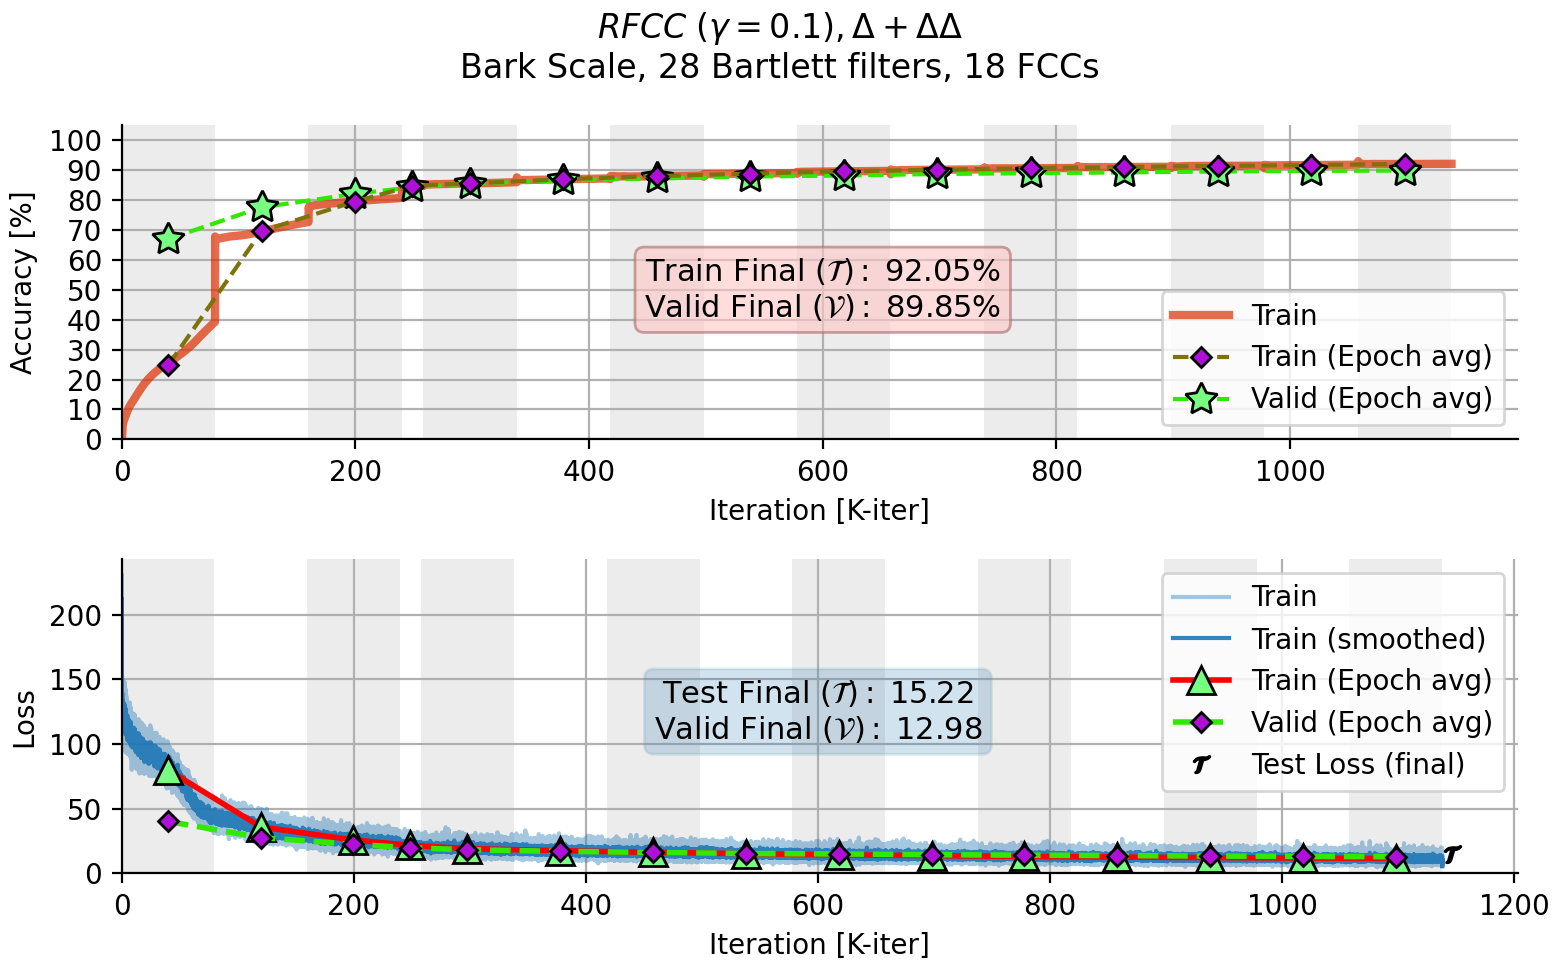 RFCC (γ = 0.1), Δ + ΔΔ
Bark Scale, 28 Bartlett filters, 18 FCCs
Accuracy [%]
100
90
80
70
60
50
40
30
20
10
0
Train Final (𝒯) : 92.05%
Valid Final (𝒱) : 89.85%
Train
Train (Epoch avg)
Valid (Epoch avg)
0 200 400 600 800 1000
Iteration [K-iter]
Loss
200
150
100
50
0
Test Final (𝒯) : 15.22
Valid Final (𝒱) : 12.98
Train
Train (smoothed)
Train (Epoch avg)
Valid (Epoch avg)
𝒯 Test Loss (final)
𝒯
0 200 400 600 800 1000 1200
Iteration [K-iter]